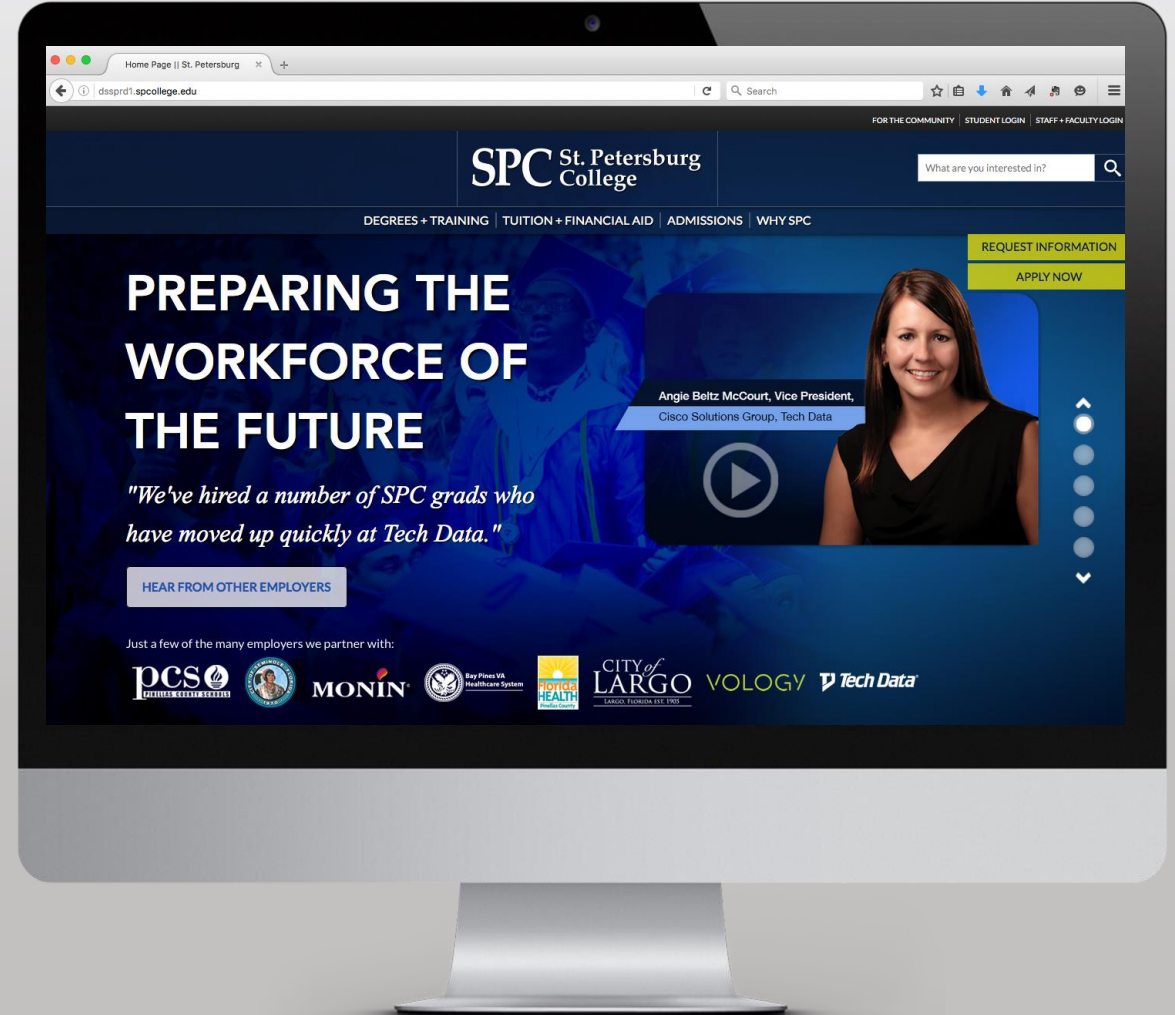 Home Page || St. Petersburg
dssprd1.spcollege.edu
Search
FOR THE COMMUNITY STUDENT LOGIN STAFF + FACULTY LOGIN
SPC St. Petersburg
College
What are you interested in?
DEGREES + TRAINING TUITION + FINANCIAL AID ADMISSIONS WHY SPC
REQUEST INFORMATION
APPLY NOW
PREPARING THE
WORKFORCE OF
THE FUTURE
"We've hired a number of SPC grads who
have moved up quickly at Tech Data."
HEAR FROM OTHER EMPLOYERS
Angie Beltz McCourt, Vice President,
Cisco Solutions Group, Tech Data
Just a few of the many employers we partner with:
pcs
PINELLAS COUNTY SCHOOLS
MONIN
Bay Pines VA
Healthcare System
Florida
HEALTH
Pinellas County
CITY of
LARGO
LARGO, FLORIDA EST. 1905
VOLOGY
Tech Data